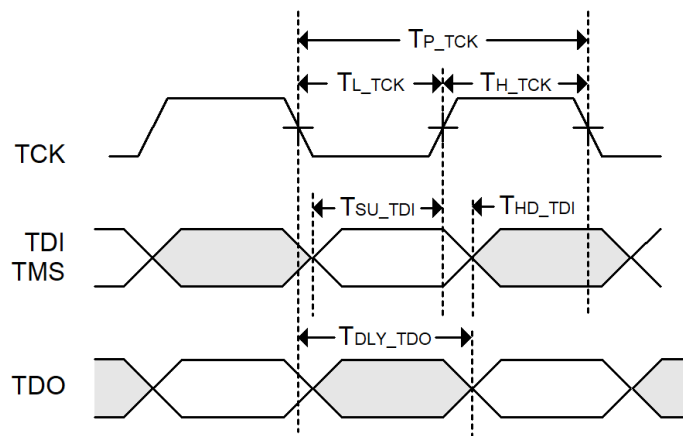 TP_TCK
TL_TCK TH_TCK
TCK
TSU_TDI THD_TDI
TDI
TMS
TDLY_TDO
TDO